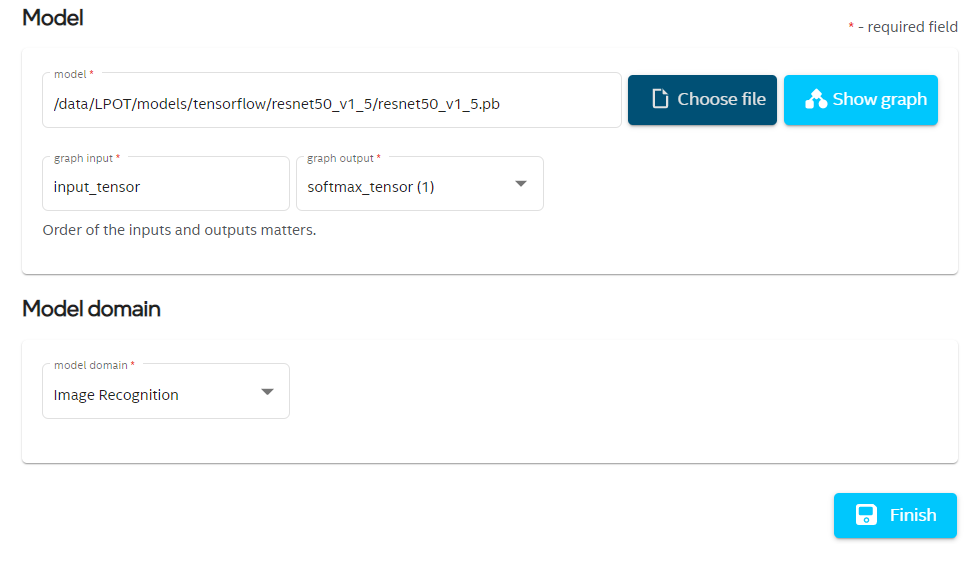 Model
* - required field
model *
/data/LPOT/models/tensorflow/resnet50_v1_5/resnet50_v1_5.pb
Choose file
Show graph
graph input *
graph output *
input_tensor
softmax_tensor (1)
Order of the inputs and outputs matters.
Model domain
model domain *
Image Recognition
Finish